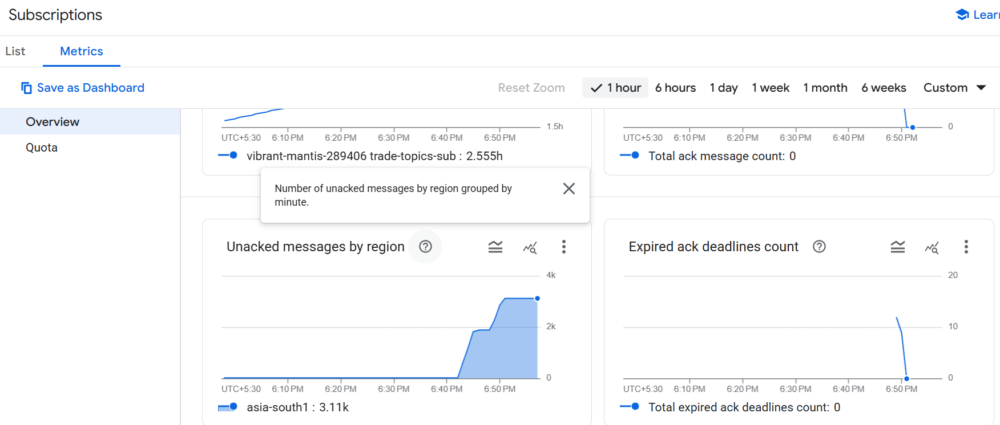 Subscriptions
Lear
List
Metrics
Save as Dashboard
Reset Zoom
1 hour
6 hours
1 day
1 week
1 month
6 weeks
Custom
Overview
Quota
1.5h
UTC+5:30 6:10 PM 6:20 PM 6:30 PM 6:40 PM 6:50 PM
vibrant-mantis-289406 trade-topics-sub : 2.555h
0
UTC+5:30 6:10 PM 6:20 PM 6:30 PM 6:40 PM 6:50 PM
Total ack message count: 0
Number of unacked messages by region grouped by
minute.
Unacked messages by region
4k
2k
0
UTC+5:30 6:10 PM 6:20 PM 6:30 PM 6:40 PM 6:50 PM
asia-south1 : 3.11k
Expired ack deadlines count
20
10
0
UTC+5:30 6:10 PM 6:20 PM 6:30 PM 6:40 PM 6:50 PM
Total expired ack deadlines count: 0